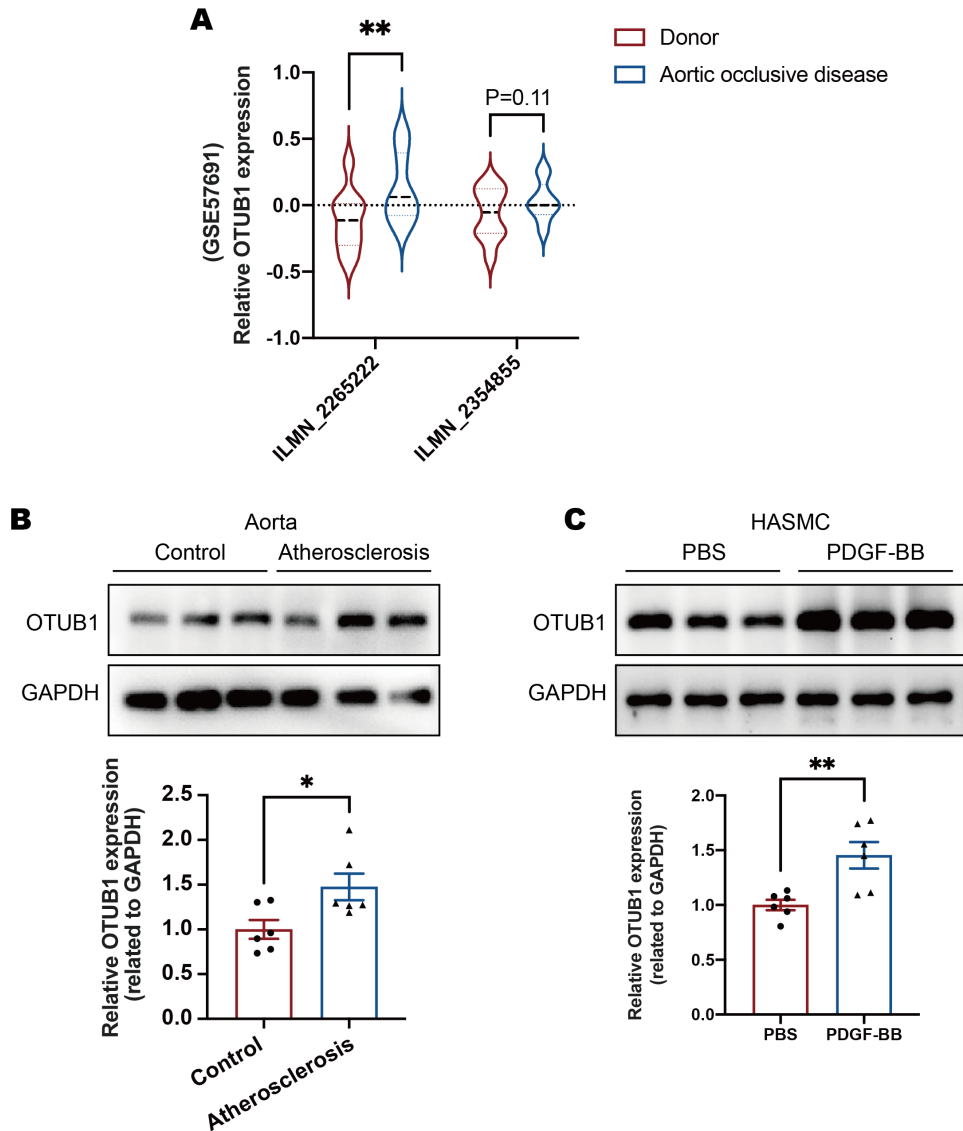 A
**
Donor
Aortic occlusive disease
(GSE57691)
Relative OTUB1 expression
1.0
0.5
0.0
-0.5
-1.0
P=0.11
ILMN_2265222
ILMN_2354855
B
Aorta
Control
Atherosclerosis
OTUB1
GAPDH
Relative OTUB1 expression
(related to GAPDH)
2.5
2.0
1.5
1.0
0.5
0.0
*
Control
Atherosclerosis
C
HASMC
PBS
PDGF-BB
OTUB1
GAPDH
Relative OTUB1 expression
(related to GAPDH)
2.0
1.5
1.0
0.5
0.0
**
PBS
PDGF-BB